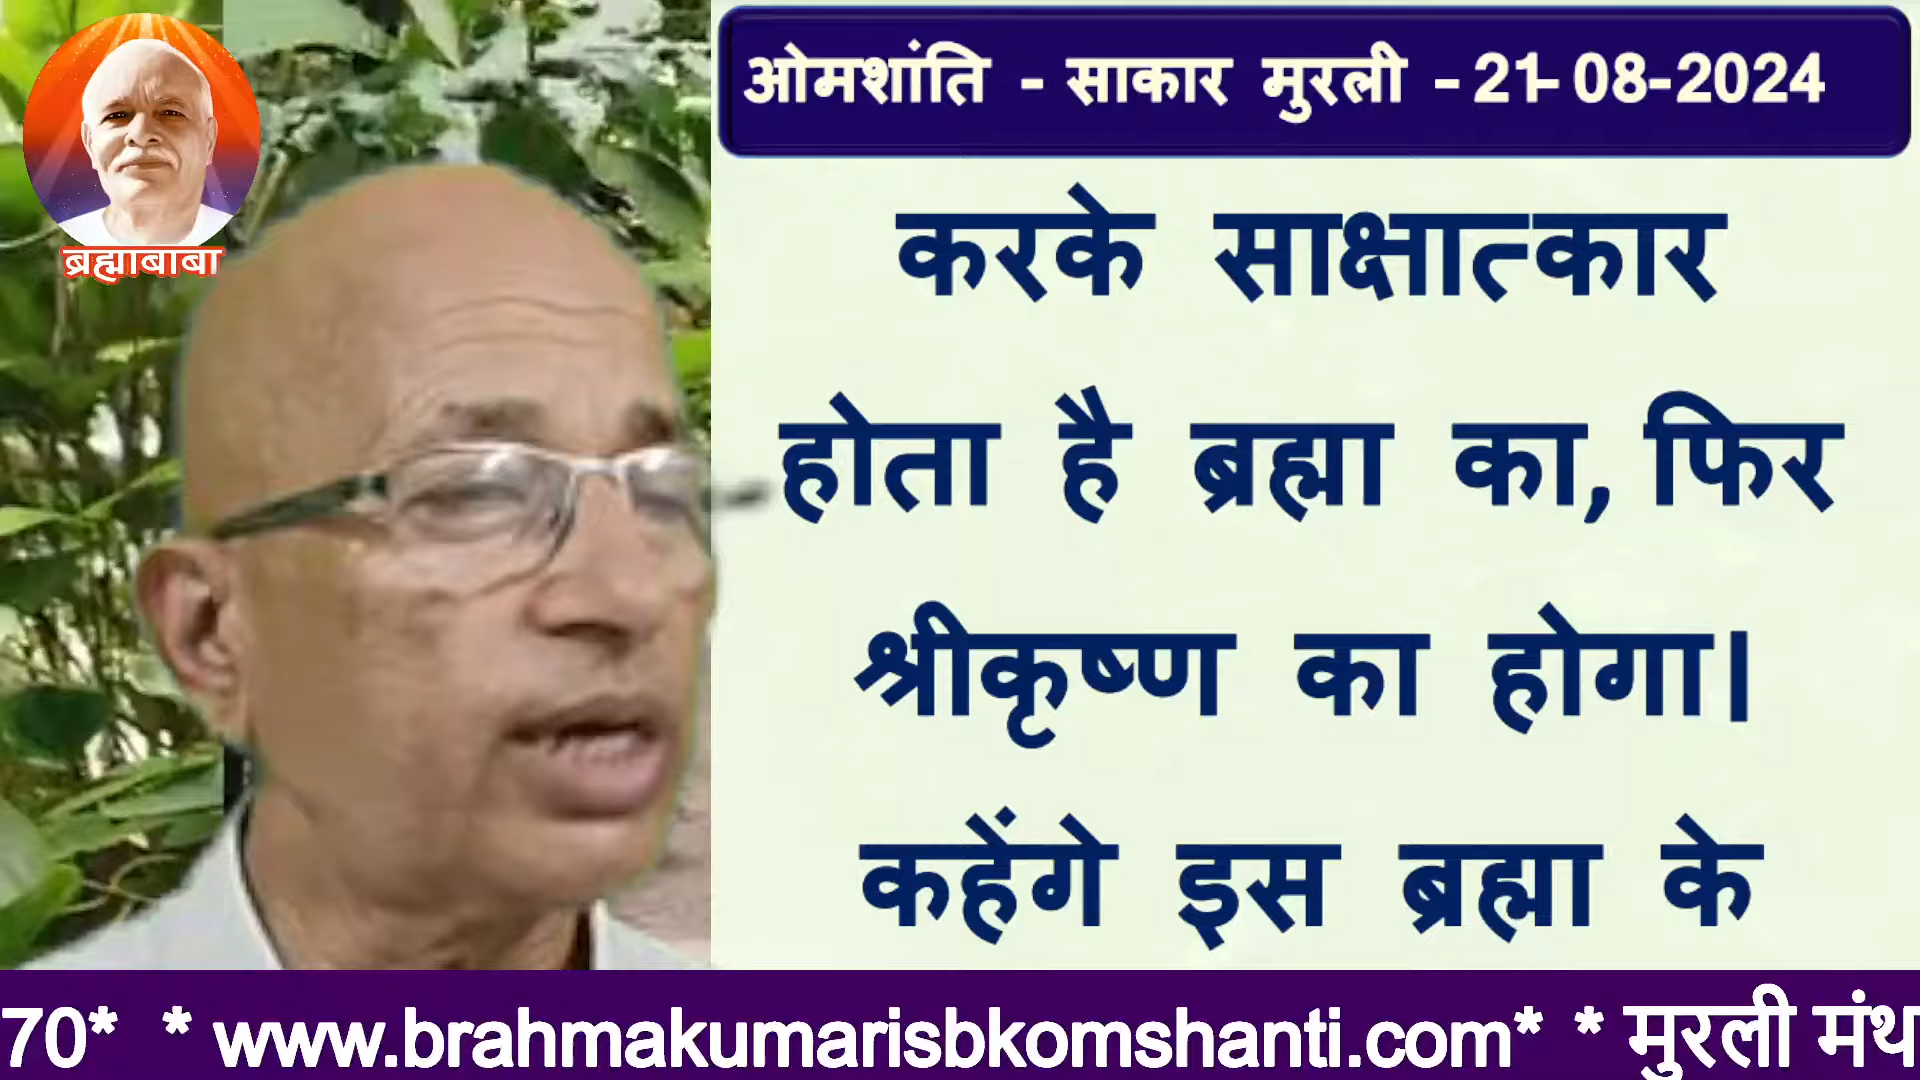 ब्रह्माबाबा
ओमशांति - साकार मुरली - 21- 08-2024
करके साक्षात्कार
होता है ब्रह्मा का, फिर
श्रीकृष्ण का होगा।
कहेंगे इस ब्रह्मा के
70* * www.brahmakumarisbkomshanti.com* * मुरली मंथ